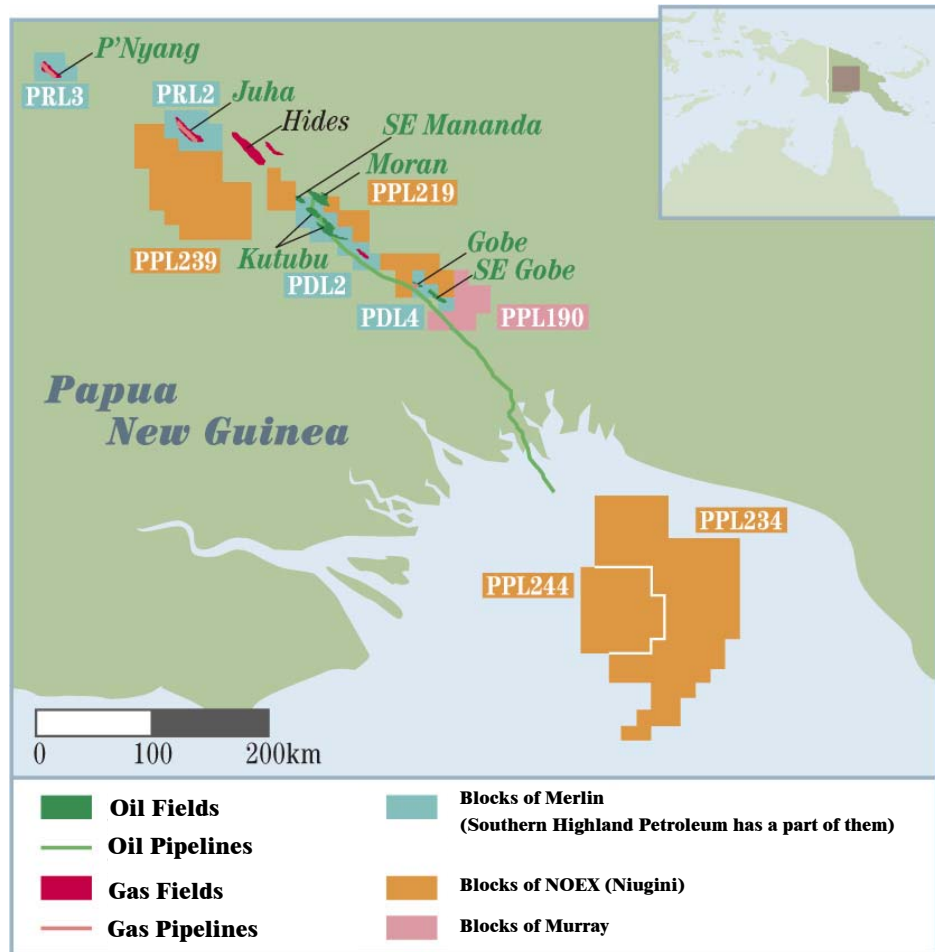 P'Nyang
PRL3
PRL2
Juha
Hides
SE Mananda
Moran
PPL219
PPL239
Kutubu
PDL2
Gobe
SE Gobe
PDL4
PPL190
Papua
New Guinea
PPL234
PPL244
0 100 200km
Oil Fields
Oil Pipelines
Gas Fields
Gas Pipelines
Blocks of Merlin
(Southern Highland Petroleum has a part of them)
Blocks of NOEX (Niugini)
Blocks of Murray